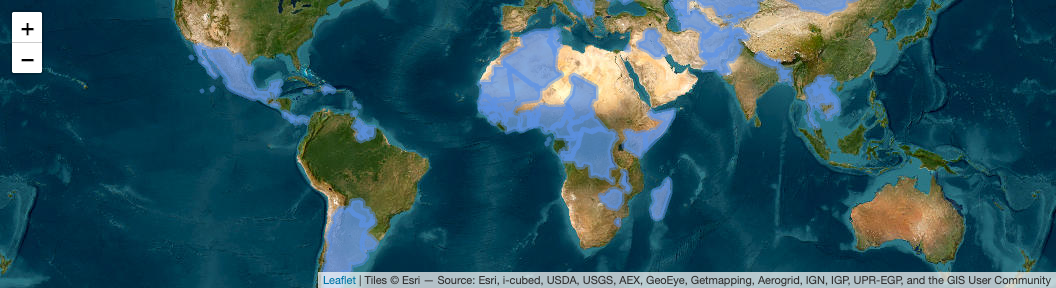 +
−
Leaflet | Tiles © Esri — Source: Esri, i-cubed, USDA, USGS, AEX, GeoEye, Getmapping, Aerogrid, IGN, IGP, UPR-EGP, and the GIS User Community